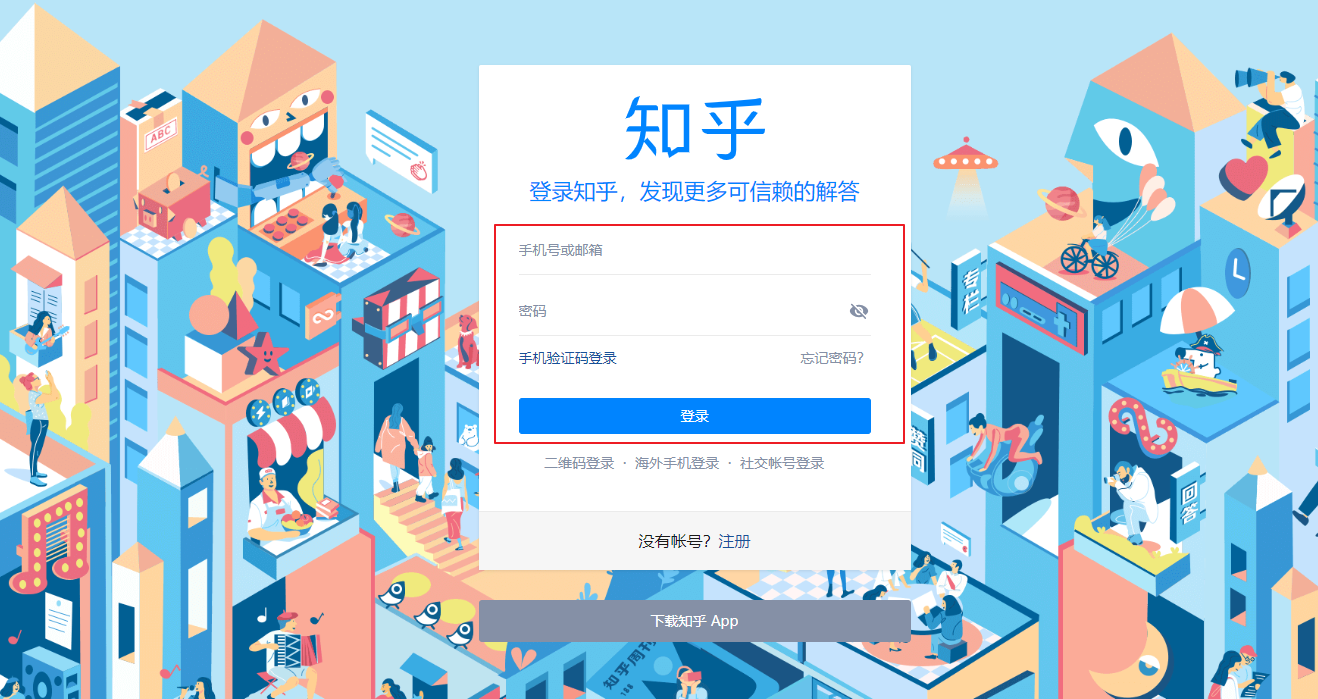 知乎
登录知乎，发现更多可信赖的解答
手机号或邮箱
密码
手机验证码登录
忘记密码？
登录
二维码登录 · 海外手机登录 · 社交帐号登录
没有帐号？注册
下载知乎 App
ABC
专栏
赞同
回答
知乎周刊